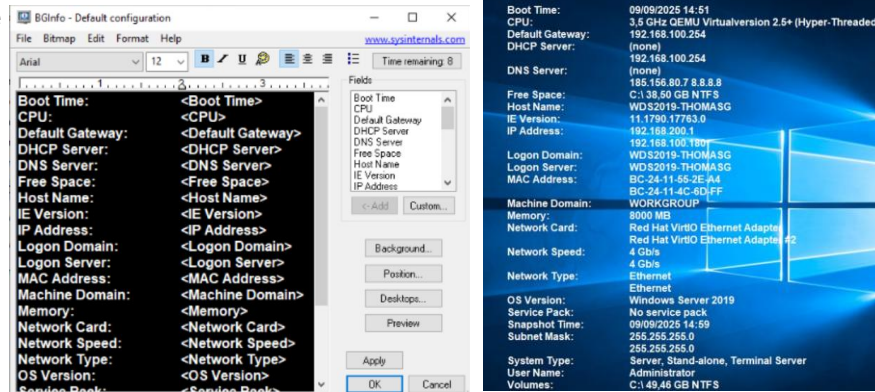 BGInfo - Default configuration
File Bitmap Edit Format Help www.sysinternals.com
Arial 12 B I U Time remaining: 8
1 2 3
Boot Time: <Boot Time>
CPU: <CPU>
Default Gateway: <Default Gateway>
DHCP Server: <DHCP Server>
DNS Server: <DNS Server>
Free Space: <Free Space>
Host Name: <Host Name>
IE Version: <IE Version>
IP Address: <IP Address>
Logon Domain: <Logon Domain>
Logon Server: <Logon Server>
MAC Address: <MAC Address>
Machine Domain: <Machine Domain>
Memory: <Memory>
Network Card: <Network Card>
Network Speed: <Network Speed>
Network Type: <Network Type>
OS Version: <OS Version>
Service Pack: <Service Pack>
Fields
Boot Time
CPU
Default Gateway
DHCP Server
DNS Server
Free Space
Host Name
IE Version
IP Address
<- Add Custom...
Background...
Position...
Desktops...
Preview
Apply
OK Cancel
Boot Time: 09/09/2025 14:51
CPU: 3,5 GHz QEMU Virtualversion 2.5+ (Hyper-Threaded
Default Gateway: 192.168.100.254
DHCP Server: (none)
192.168.100.254
DNS Server: (none)
185.156.80.7 8.8.8.8
Free Space: C:\ 38,50 GB NTFS
Host Name: WDS2019-THOMASG
IE Version: 11.1790.17763.0
IP Address: 192.168.200.1
192.168.100.180
Logon Domain: WDS2019-THOMASG
Logon Server: WDS2019-THOMASG
MAC Address: BC-24-11-55-2E-A4
BC-24-11-4C-6D-FF
Machine Domain: WORKGROUP
Memory: 8000 MB
Network Card: Red Hat VirtIO Ethernet Adapter
Red Hat VirtIO Ethernet Adapter #2
Network Speed: 4 Gb/s
4 Gb/s
Network Type: Ethernet
Ethernet
OS Version: Windows Server 2019
Service Pack: No service pack
Snapshot Time: 09/09/2025 14:59
Subnet Mask: 255.255.255.0
255.255.255.0
System Type: Server, Stand-alone, Terminal Server
User Name: Administrator
Volumes: C:\ 49,46 GB NTFS